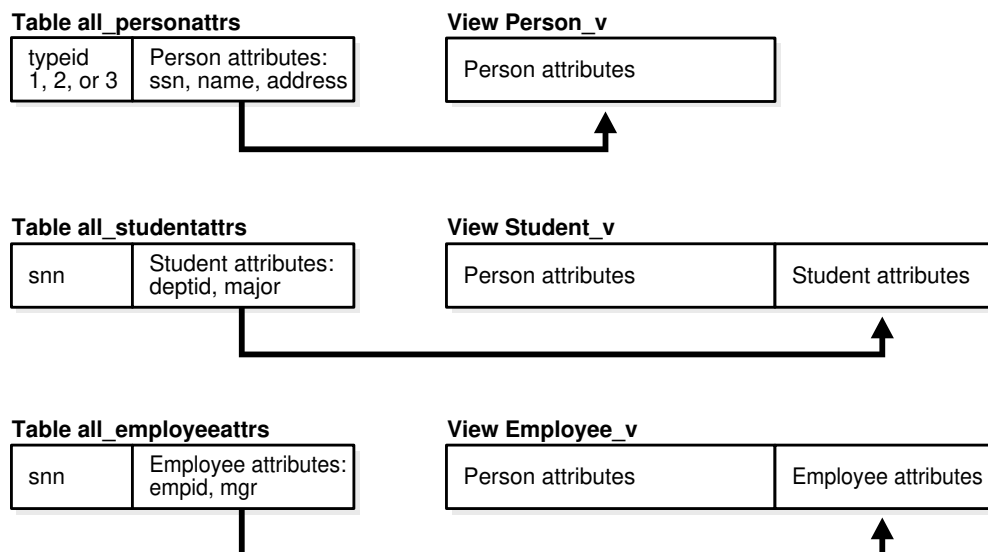 Table all_personattrs
View Person_v
typeid
1, 2, or 3
Person attributes:
ssn, name, address
Person attributes
Table all_studentattrs
View Student_v
snn
Student attributes:
deptid, major
Person attributes
Student attributes
Table all_employeeattrs
View Employee_v
snn
Employee attributes:
empid, mgr
Person attributes
Employee attributes